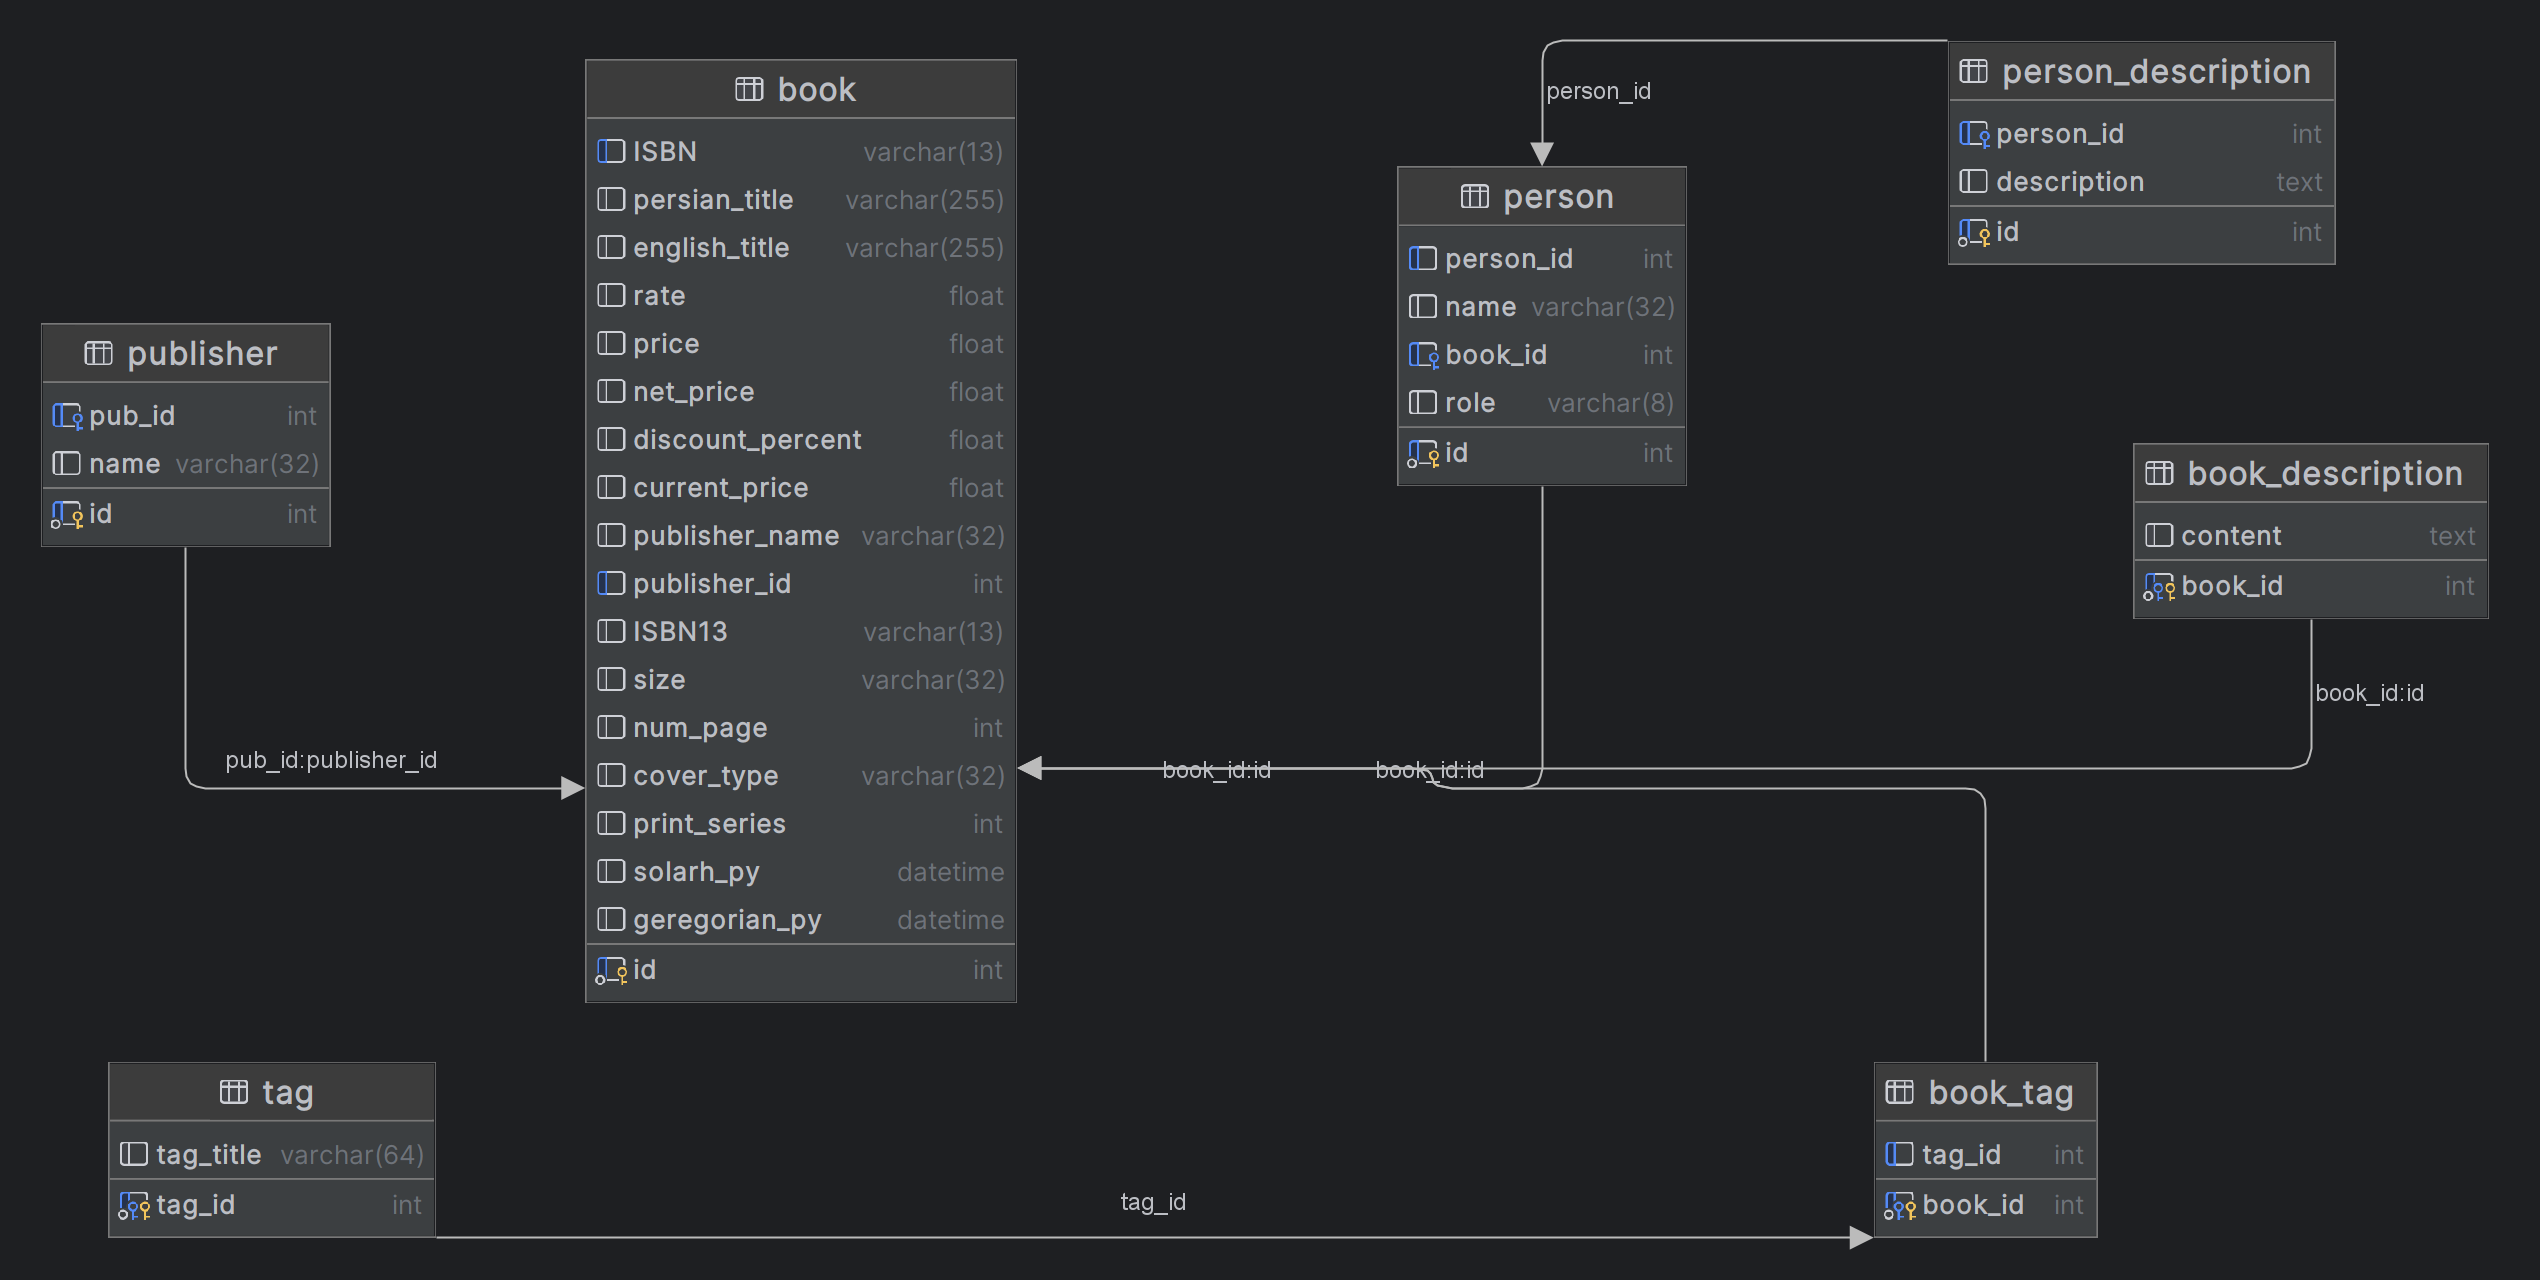 book
ISBN varchar(13)
persian_title varchar(255)
english_title varchar(255)
rate float
price float
net_price float
discount_percent float
current_price float
publisher_name varchar(32)
publisher_id int
ISBN13 varchar(13)
size varchar(32)
num_page int
cover_type varchar(32)
print_series int
solarh_py datetime
geregorian_py datetime
id int
person_id
person_description
person_id int
description text
id int
person
person_id int
name varchar(32)
book_id int
role varchar(8)
id int
publisher
pub_id int
name varchar(32)
id int
book_description
content text
book_id int
book_id:id
pub_id:publisher_id
book_id:id
book_id:id
tag
tag_title varchar(64)
tag_id int
tag_id
book_tag
tag_id int
book_id int